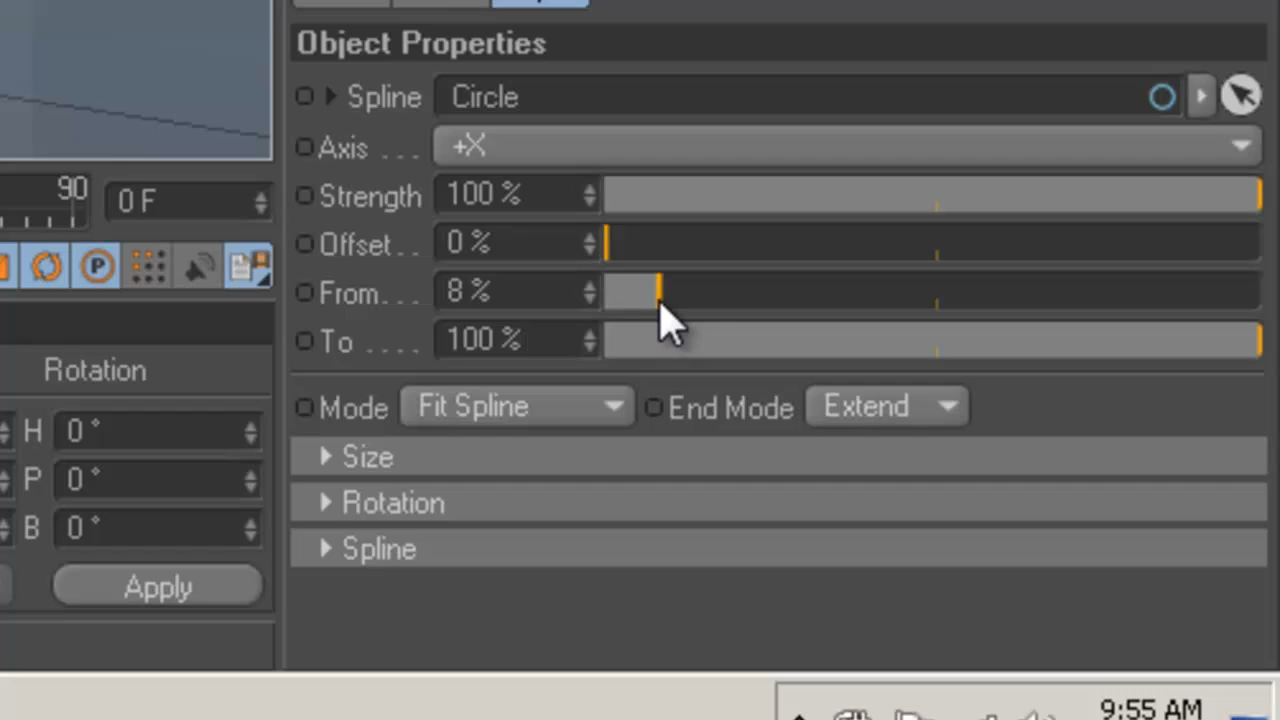 Object Properties
Spline Circle
Axis ... +X
90 0 F
Strength 100 %
Offset . . 0 %
From. . . 8 %
To .... 100 %
Rotation
Mode Fit Spline End Mode Extend
H 0 °
Size
P 0 °
Rotation
B 0 °
Spline
Apply
9:55 AM